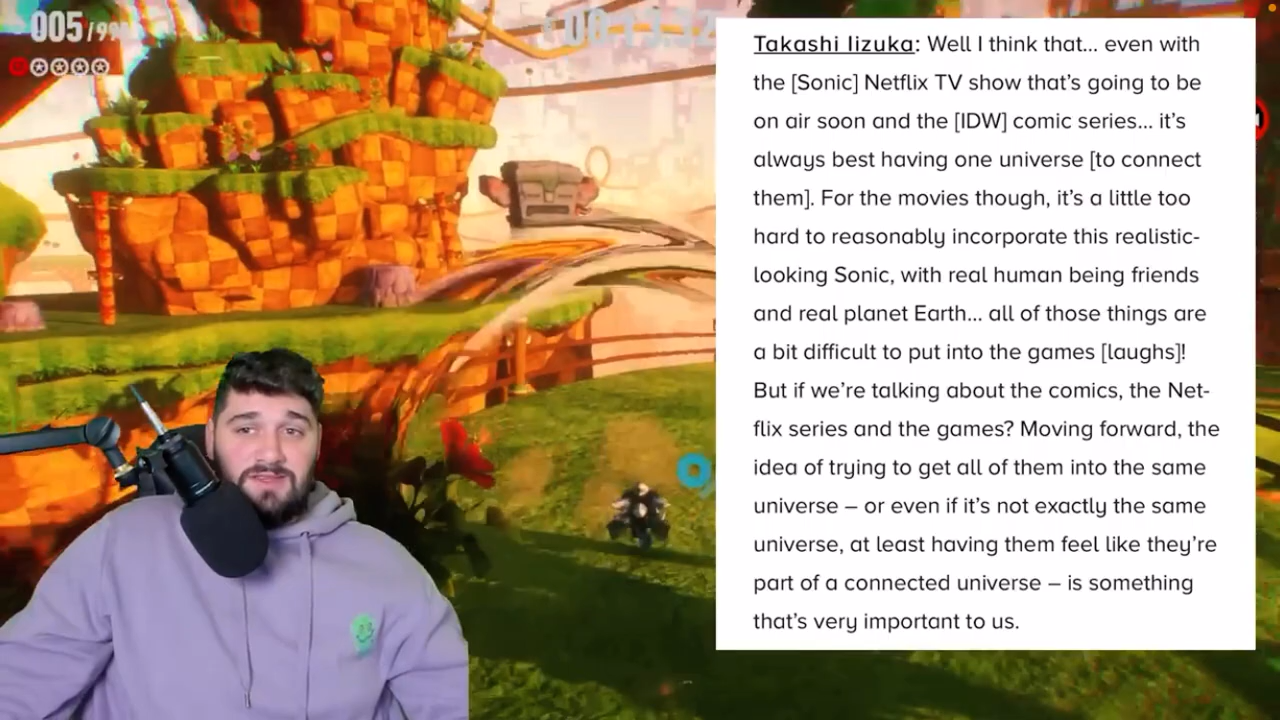 005/99
Takashi Iizuka: Well I think that... even with
the [Sonic] Netflix TV show that's going to be
on air soon and the [IDW] comic series... it's
always best having one universe [to connect
them]. For the movies though, it's a little too
hard to reasonably incorporate this realistic-
looking Sonic, with real human being friends
and real planet Earth... all of those things are
a bit difficult to put into the games [laughs]!
But if we're talking about the comics, the Net-
flix series and the games? Moving forward, the
idea of trying to get all of them into the same
universe – or even if it's not exactly the same
universe, at least having them feel like they're
part of a connected universe – is something
that's very important to us.